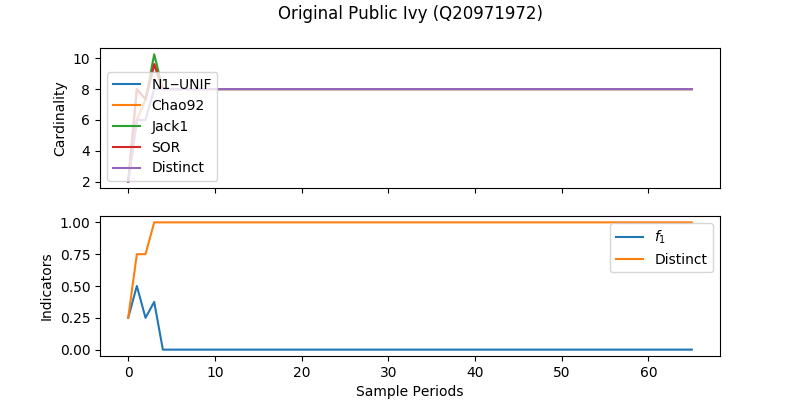 Original Public Ivy (Q20971972)
Cardinality
10
8
6
4
2
N1−UNIF
Chao92
Jack1
SOR
Distinct
Indicators
1.00
0.75
0.50
0.25
0.00
f1
Distinct
0 10 20 30 40 50 60
Sample Periods